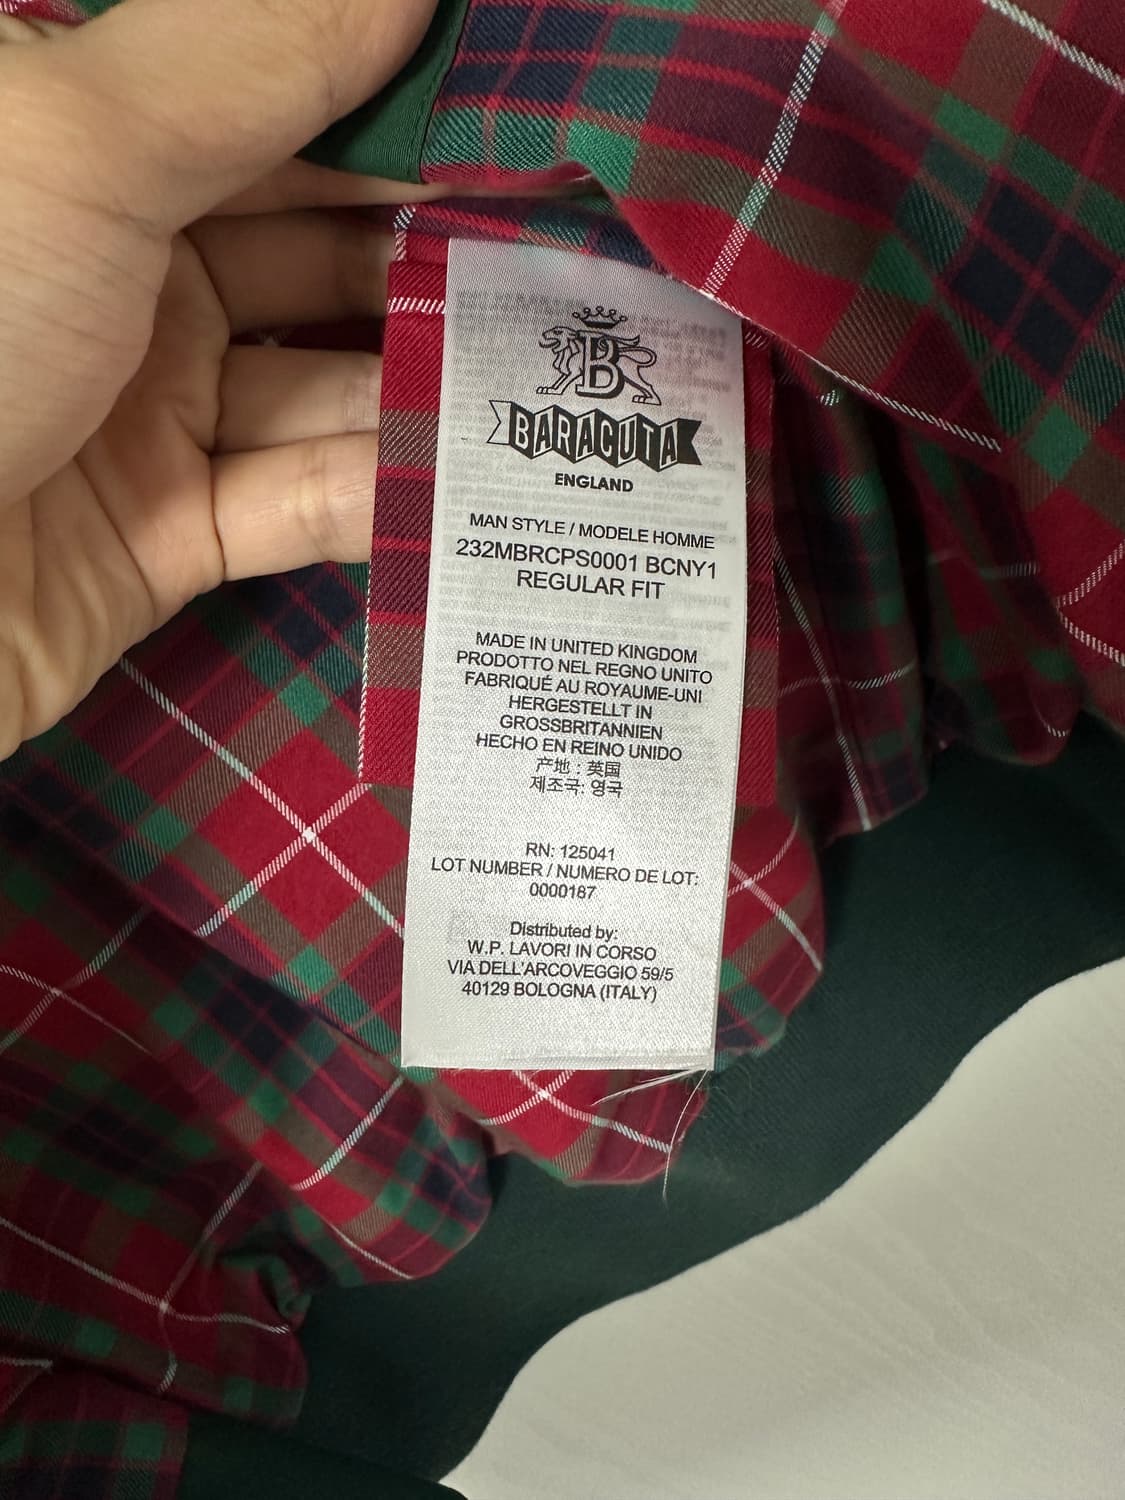 B
BARACUTA
ENGLAND
MAN STYLE / MODELE HOMME
232MBRCPS0001 BCNY1
REGULAR FIT
MADE IN UNITED KINGDOM
PRODOTTO NEL REGNO UNITO
FABRIQUÉ AU ROYAUME-UNI
HERGESTELLT IN
GROSSBRITANNIEN
HECHO EN REINO UNIDO
产地 : 英国
제조국: 영국
RN: 125041
LOT NUMBER / NUMERO DE LOT:
0000187
Distributed by:
W.P. LAVORI IN CORSO
VIA DELL'ARCOVEGGIO 59/5
40129 BOLOGNA (ITALY)